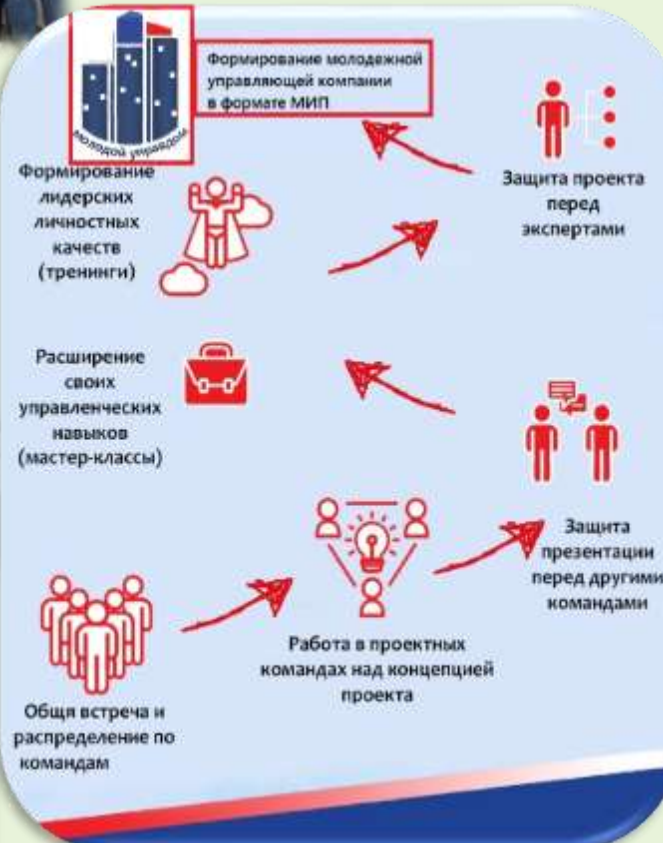 Формирование молодежной
управляющей компании
в формате МИП
молодой управдом
Формирование
лидерских
личностных
качеств
(тренинги)
Защита проекта
перед
экспертами
Расширение
своих
управленческих
навыков
(мастер-классы)
Защита
презентации
перед другими
командами
Работа в проектных
командах над концепцией
проекта
Общя встреча и
распределение по
командам